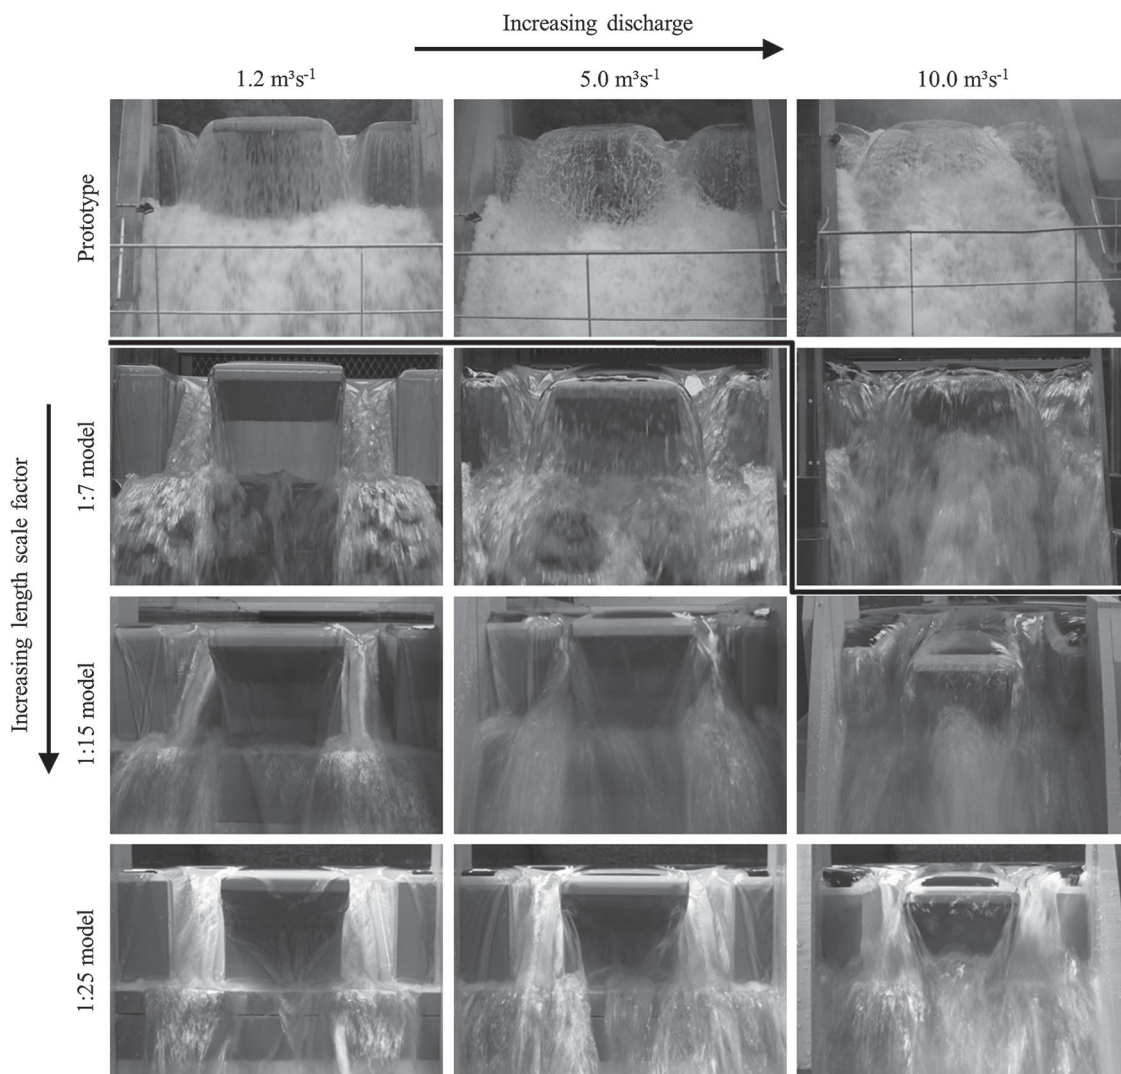 Increasing discharge
1.2 m³s⁻¹
5.0 m³s⁻¹
10.0 m³s⁻¹
Prototype
Increasing length scale factor
1:7 model
1:15 model
1:25 model